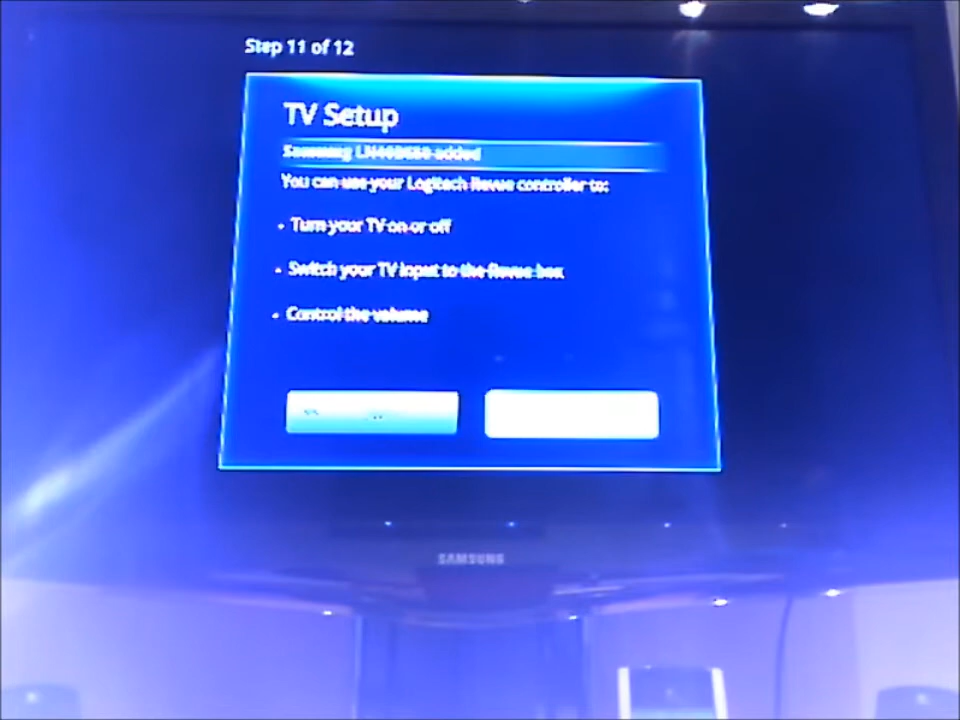 Step 11 of 12
TV Setup
Samsung added
You can use your Logitech Revue controller to:
• Turn your TV on or off
• Switch your TV input to the Revue box
• Control the volume
<<
SAMSUNG